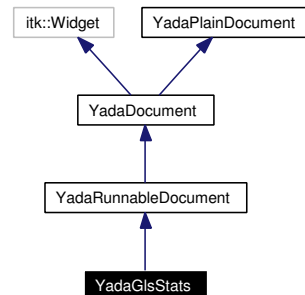 itk::Widget
YadaPlainDocument
YadaDocument
YadaRunnableDocument
YadaGlsStats